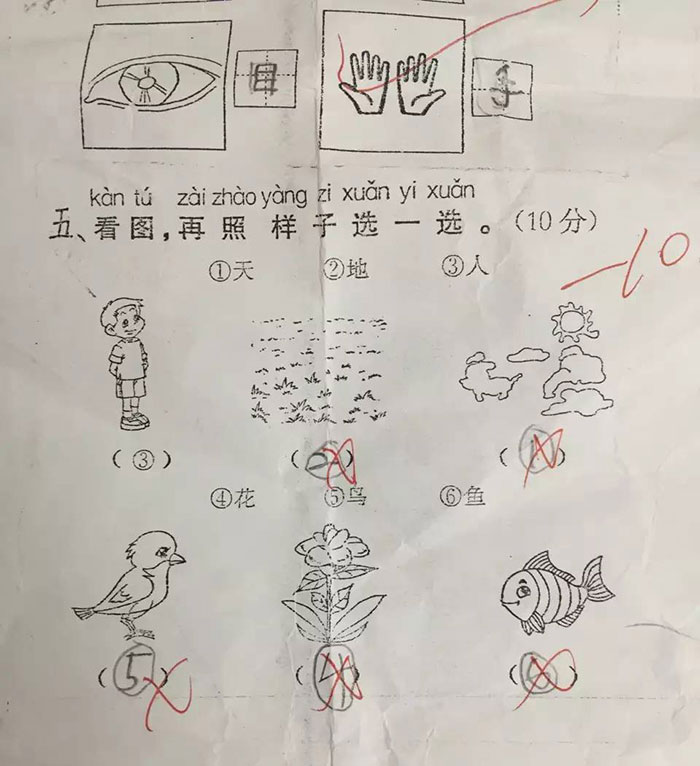 目 手
kàn tú zài zhào yàng zi xuǎn yi xuǎn
五、看图,再照样子选一选。(10分)
①天 ②地 ③人
-10
(③) (②) (①)
④花 ⑤鸟 ⑥鱼
(⑤) (④) (⑥)